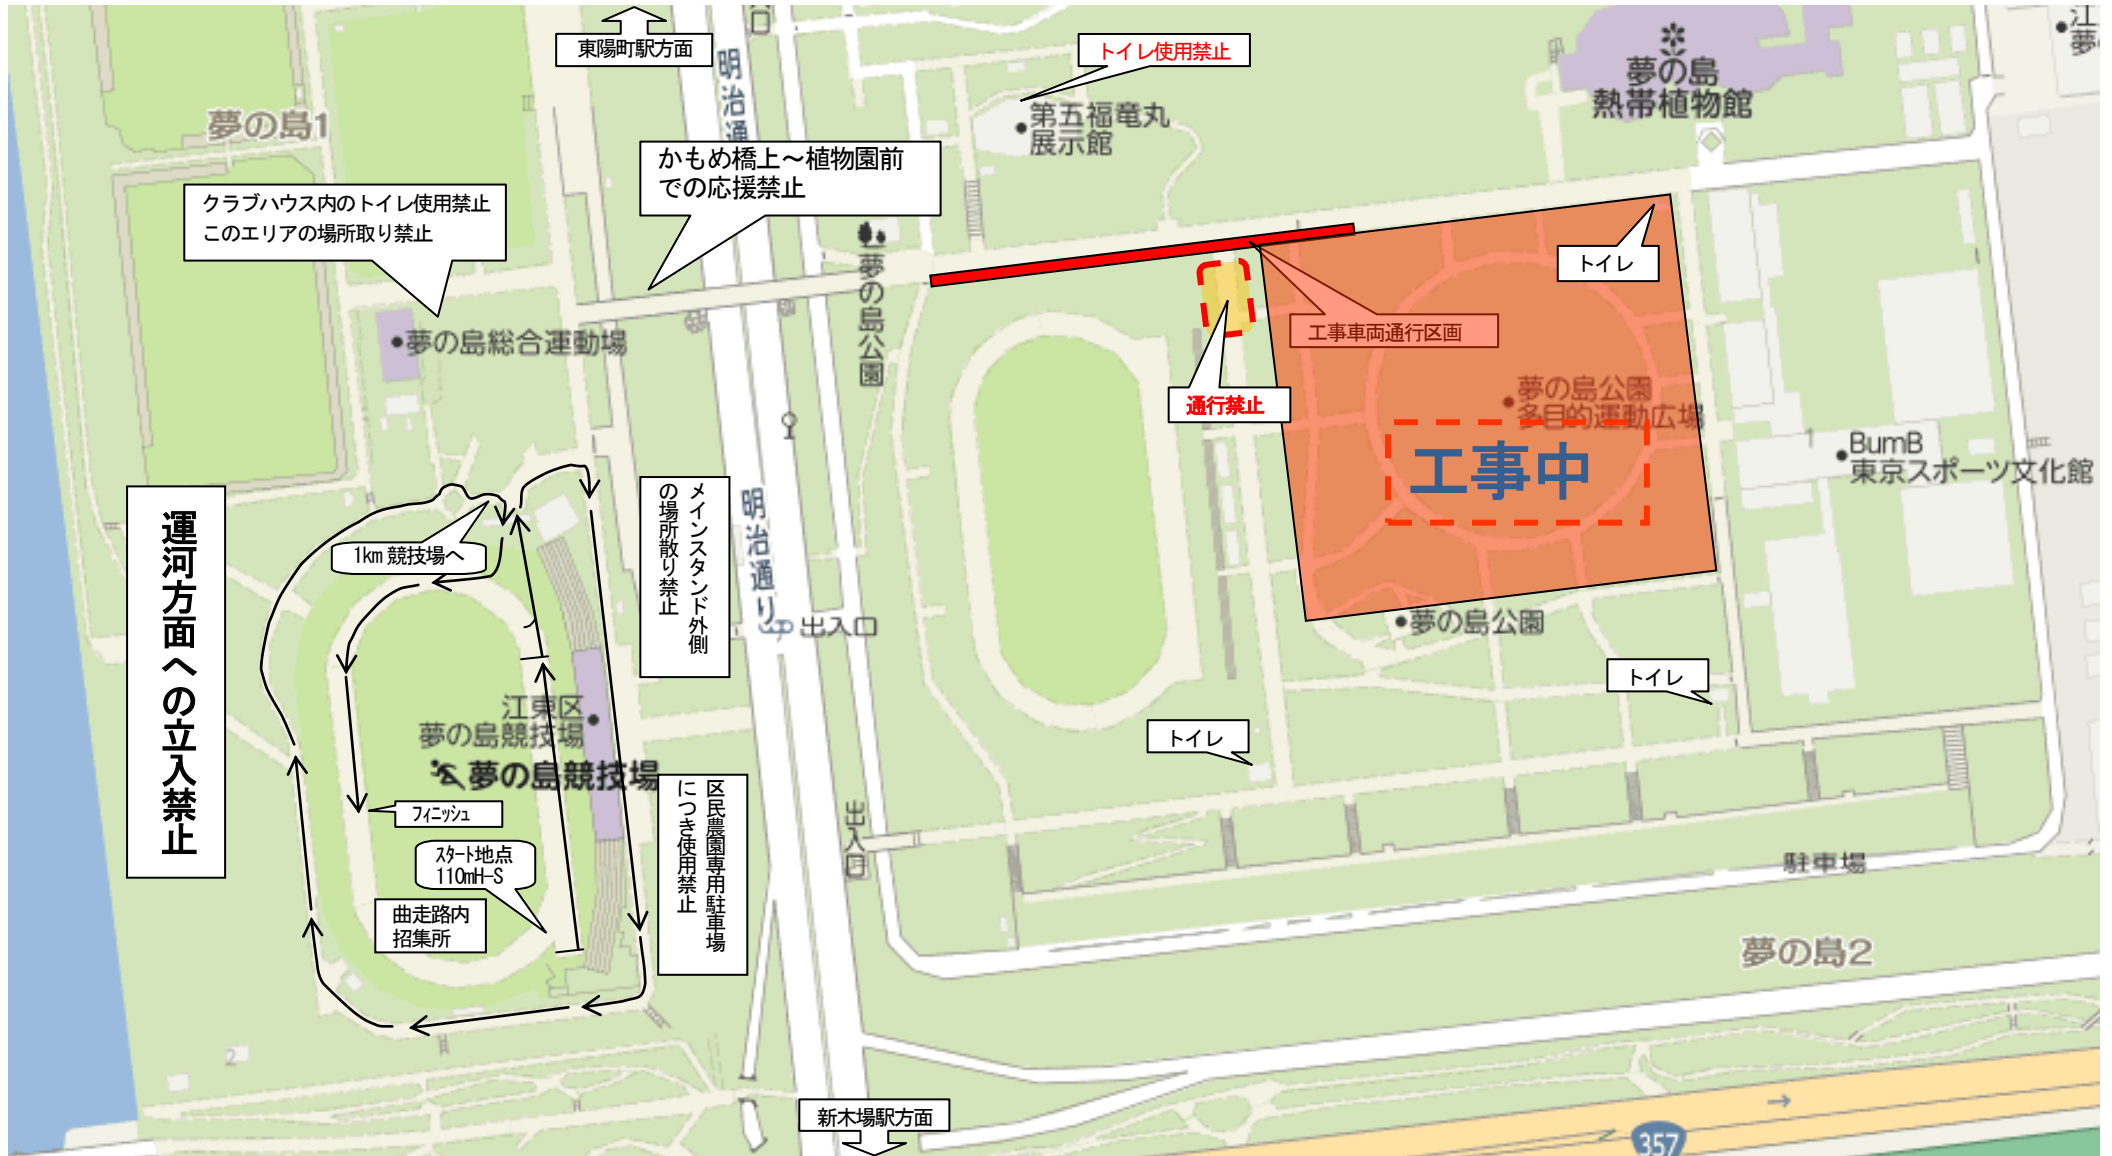 東陽町駅方面
明治通
トイレ使用禁止
第五福竜丸
展示館
夢の島
熱帯植物館
江
夢の
夢の島1
かもめ橋上～植物園前
での応援禁止
クラブハウス内のトイレ使用禁止
このエリアの場所取り禁止
トイレ
夢の島公園
工事車両通行区画
夢の島総合運動場
通行禁止
夢の島公園
多目的運動広場
工事中
BumB
東京スポーツ文化館
運河方面への立入禁止
メインスタンド外側
の場所散り禁止
明治通り
1km 競技場へ
出入口
夢の島公園
トイレ
トイレ
江東区
夢の島競技場
夢の島競技場
区民農園専用駐車場
につき使用禁止
フィニッシュ
スタート地点
110mH-S
曲走路内
招集所
出入口
駐車場
夢の島2
2
1
新木場駅方面
357